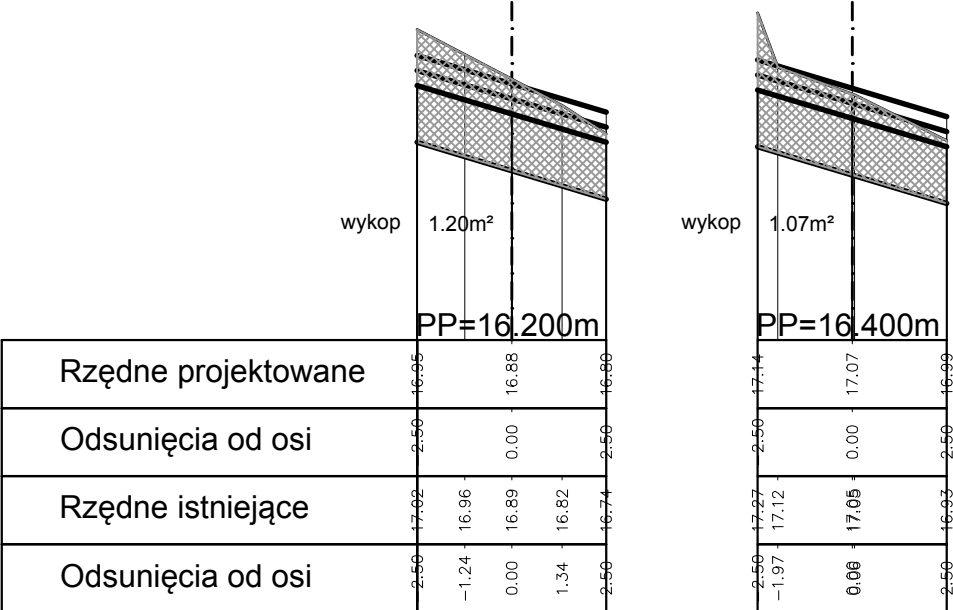 wykop 1.20m² wykop 1.07m²
PP=16.200m PP=16.400m
Rzędne projektowane 16.95 16.88 16.80 17.14 17.07 16.99
Odsunięcia od osi 2.50 0.00 2.50 2.50 0.00 2.50
Rzędne istniejące 17.02 16.96 16.89 16.82 16.74 17.27 17.12 17.05 16.93
Odsunięcia od osi 2.50 -1.24 0.00 1.34 2.50 2.50 -1.97 2.50